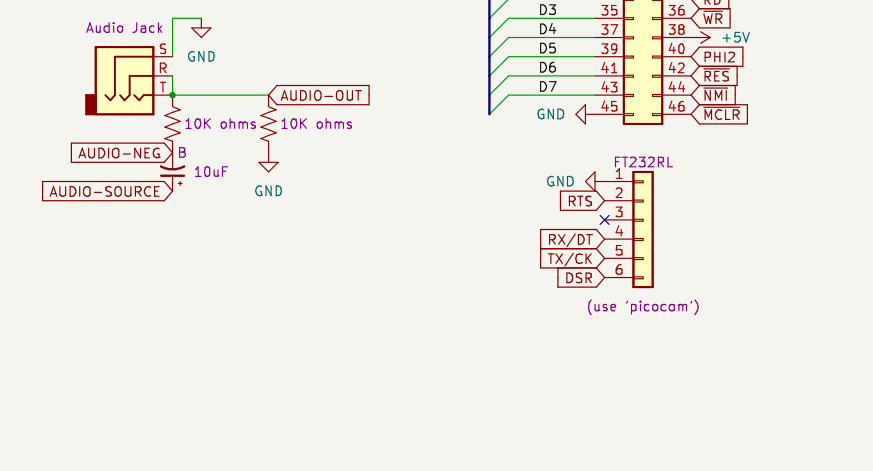 Audio Jack
S
GND
R
T
AUDIO-OUT
10K ohms
10K ohms
AUDIO-NEG
B
10uF
+
AUDIO-SOURCE
GND
D3
35
36
WR
D4
37
38
+5V
D5
39
40
PHI2
D6
41
42
RES
D7
43
44
NMI
GND
45
46
MCLR
FT232RL
GND
1
RTS
2
3
RX/DT
4
TX/CK
5
DSR
6
(use 'picocam')